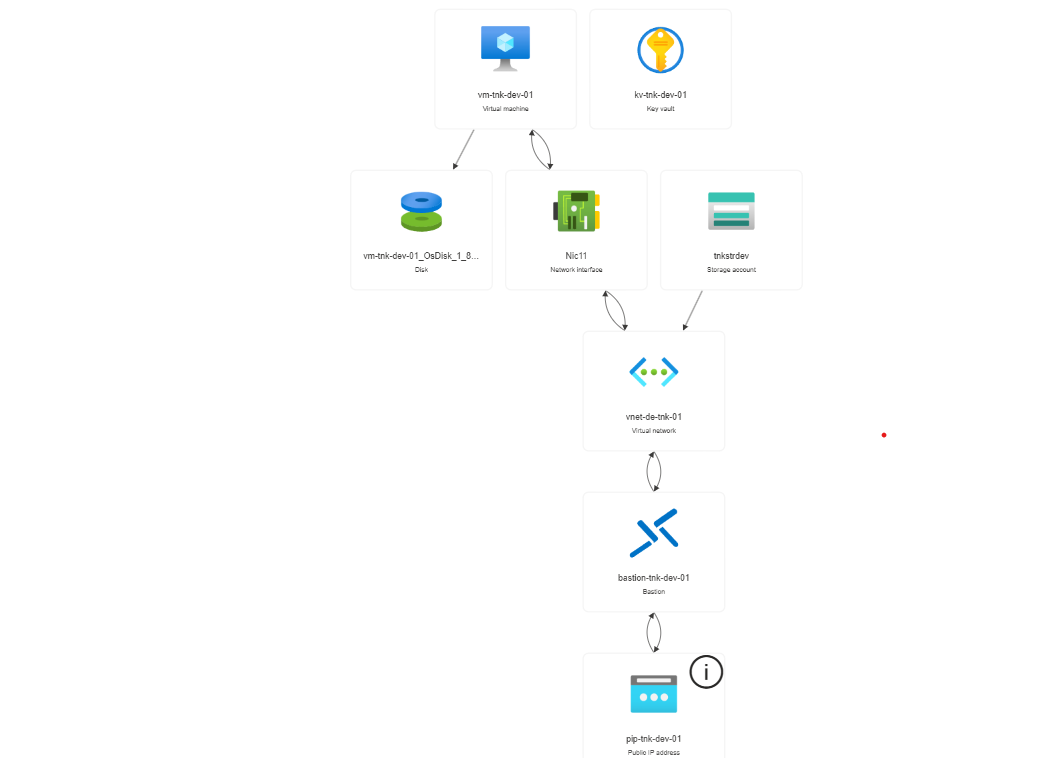 vm-tnk-dev-01
Virtual machine
kv-tnk-dev-01
Key vault
vm-tnk-dev-01_OsDisk_1_8...
Disk
Nic11
Network interface
tnkstrdev
Storage account
vnet-de-tnk-01
Virtual network
bastion-tnk-dev-01
Bastion
i
pip-tnk-dev-01
Public IP address